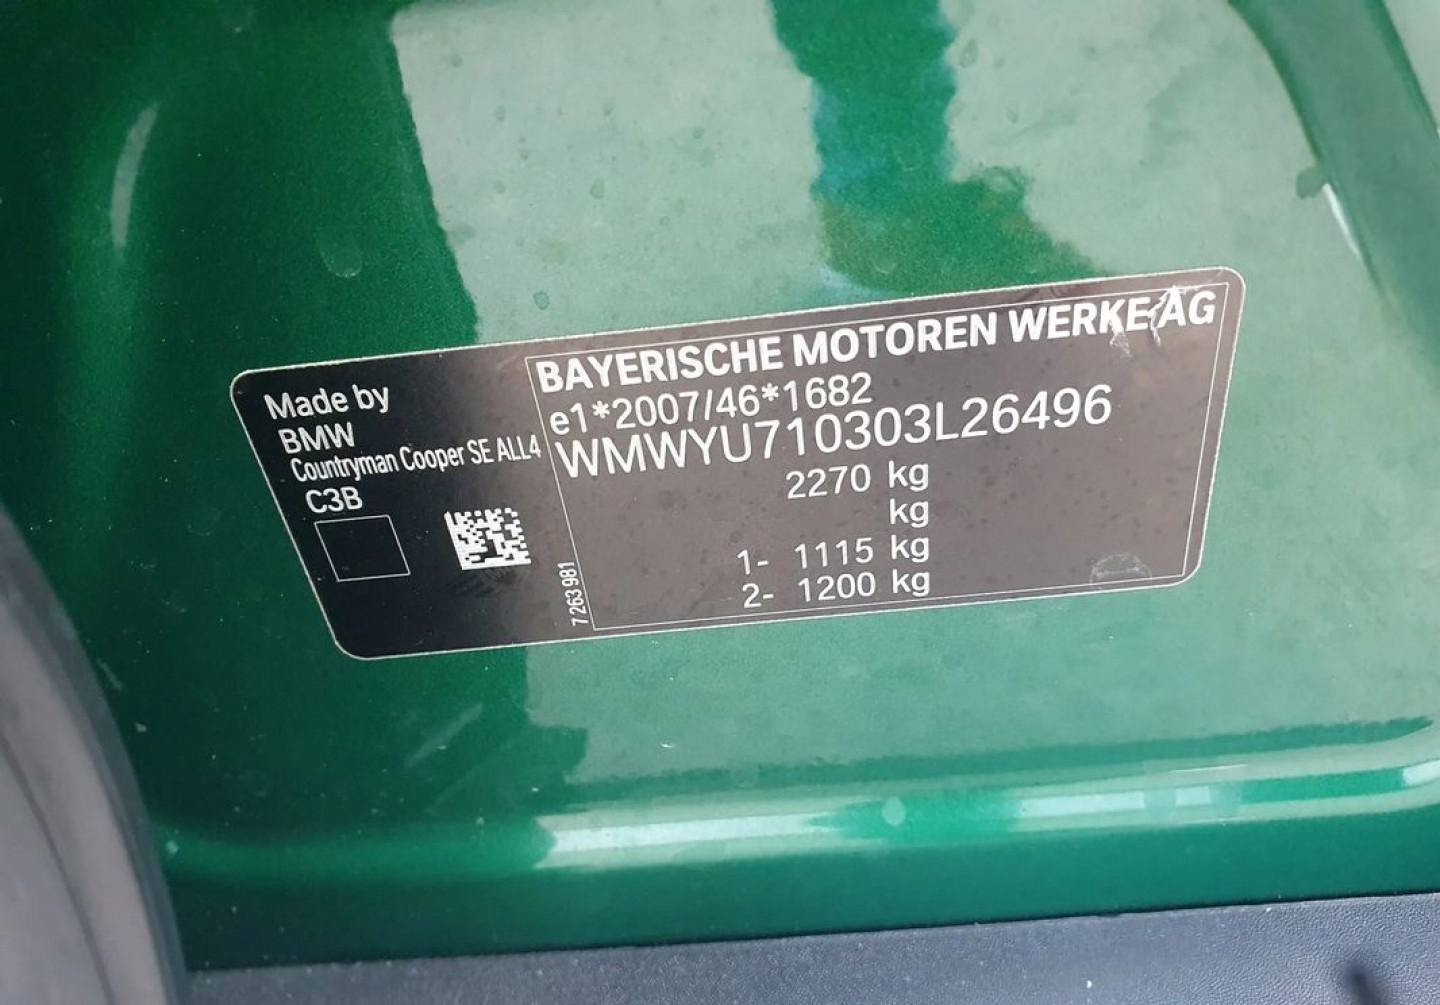 Made by
BMW
Countryman Cooper SE ALL4
C3B
7 263 981
BAYERISCHE MOTOREN WERKE AG
e1*2007/46*1682
WMWYU710303L26496
2270 kg
kg
1- 1115 kg
2- 1200 kg